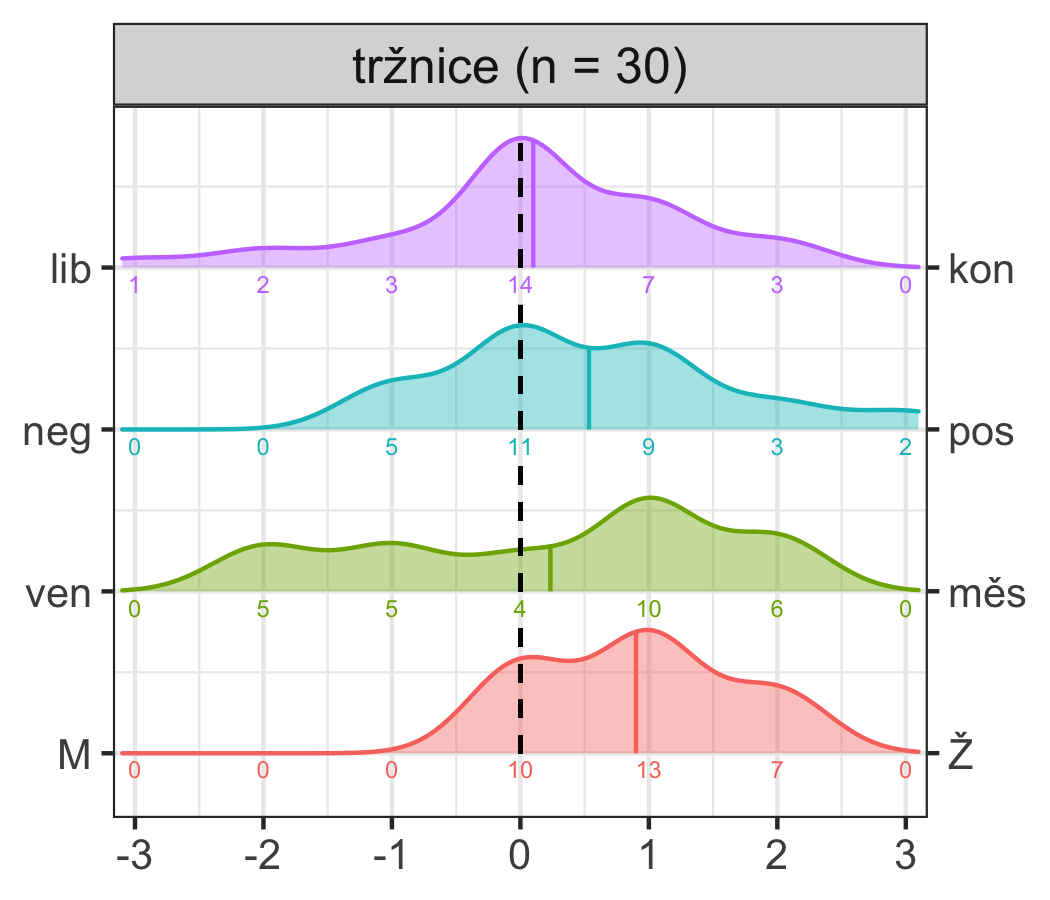 tržnice (n = 30)
lib kon
1 2 3 14 7 3 0
neg pos
0 0 5 11 9 3 2
ven měs
0 5 5 4 10 6 0
M Ž
0 0 0 10 13 7 0
-3 -2 -1 0 1 2 3